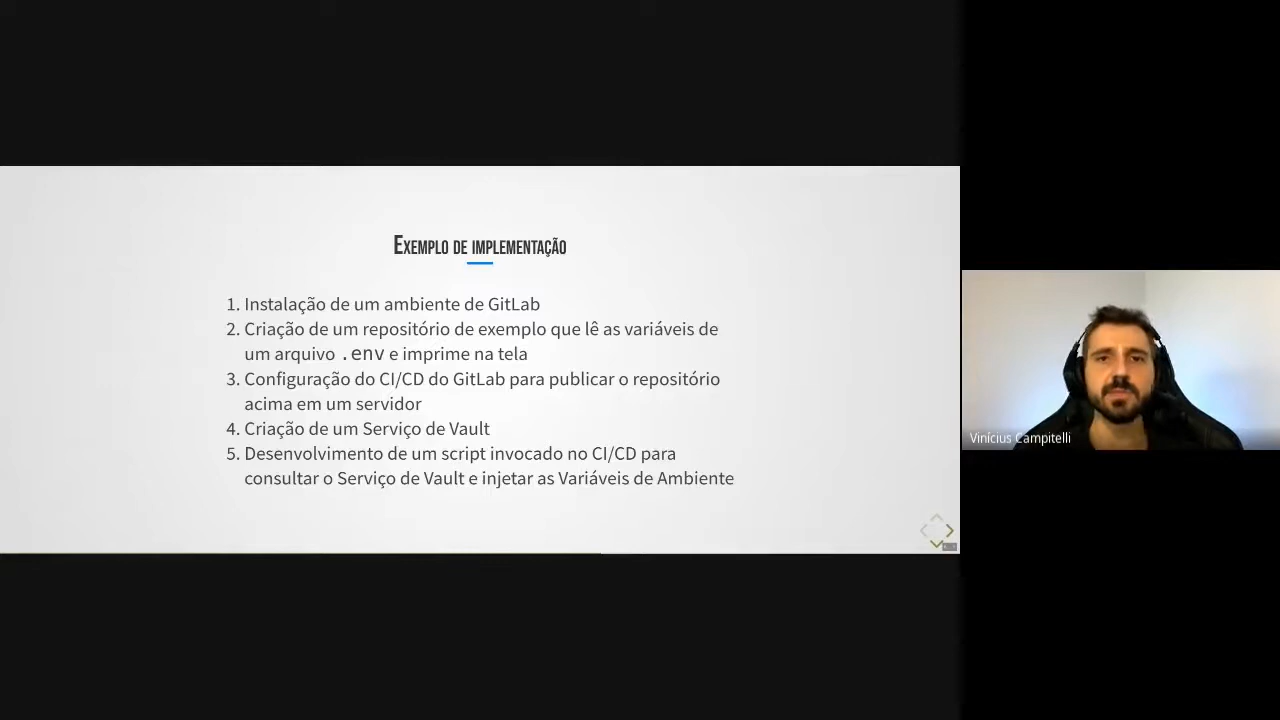 Exemplo de implementação
1. Instalação de um ambiente de GitLab
2. Criação de um repositório de exemplo que lê as variáveis de
um arquivo .env e imprime na tela
3. Configuração do CI/CD do GitLab para publicar o repositório
acima em um servidor
4. Criação de um Serviço de Vault
5. Desenvolvimento de um script invocado no CI/CD para
consultar o Serviço de Vault e injetar as Variáveis de Ambiente
Vinícius Campitelli